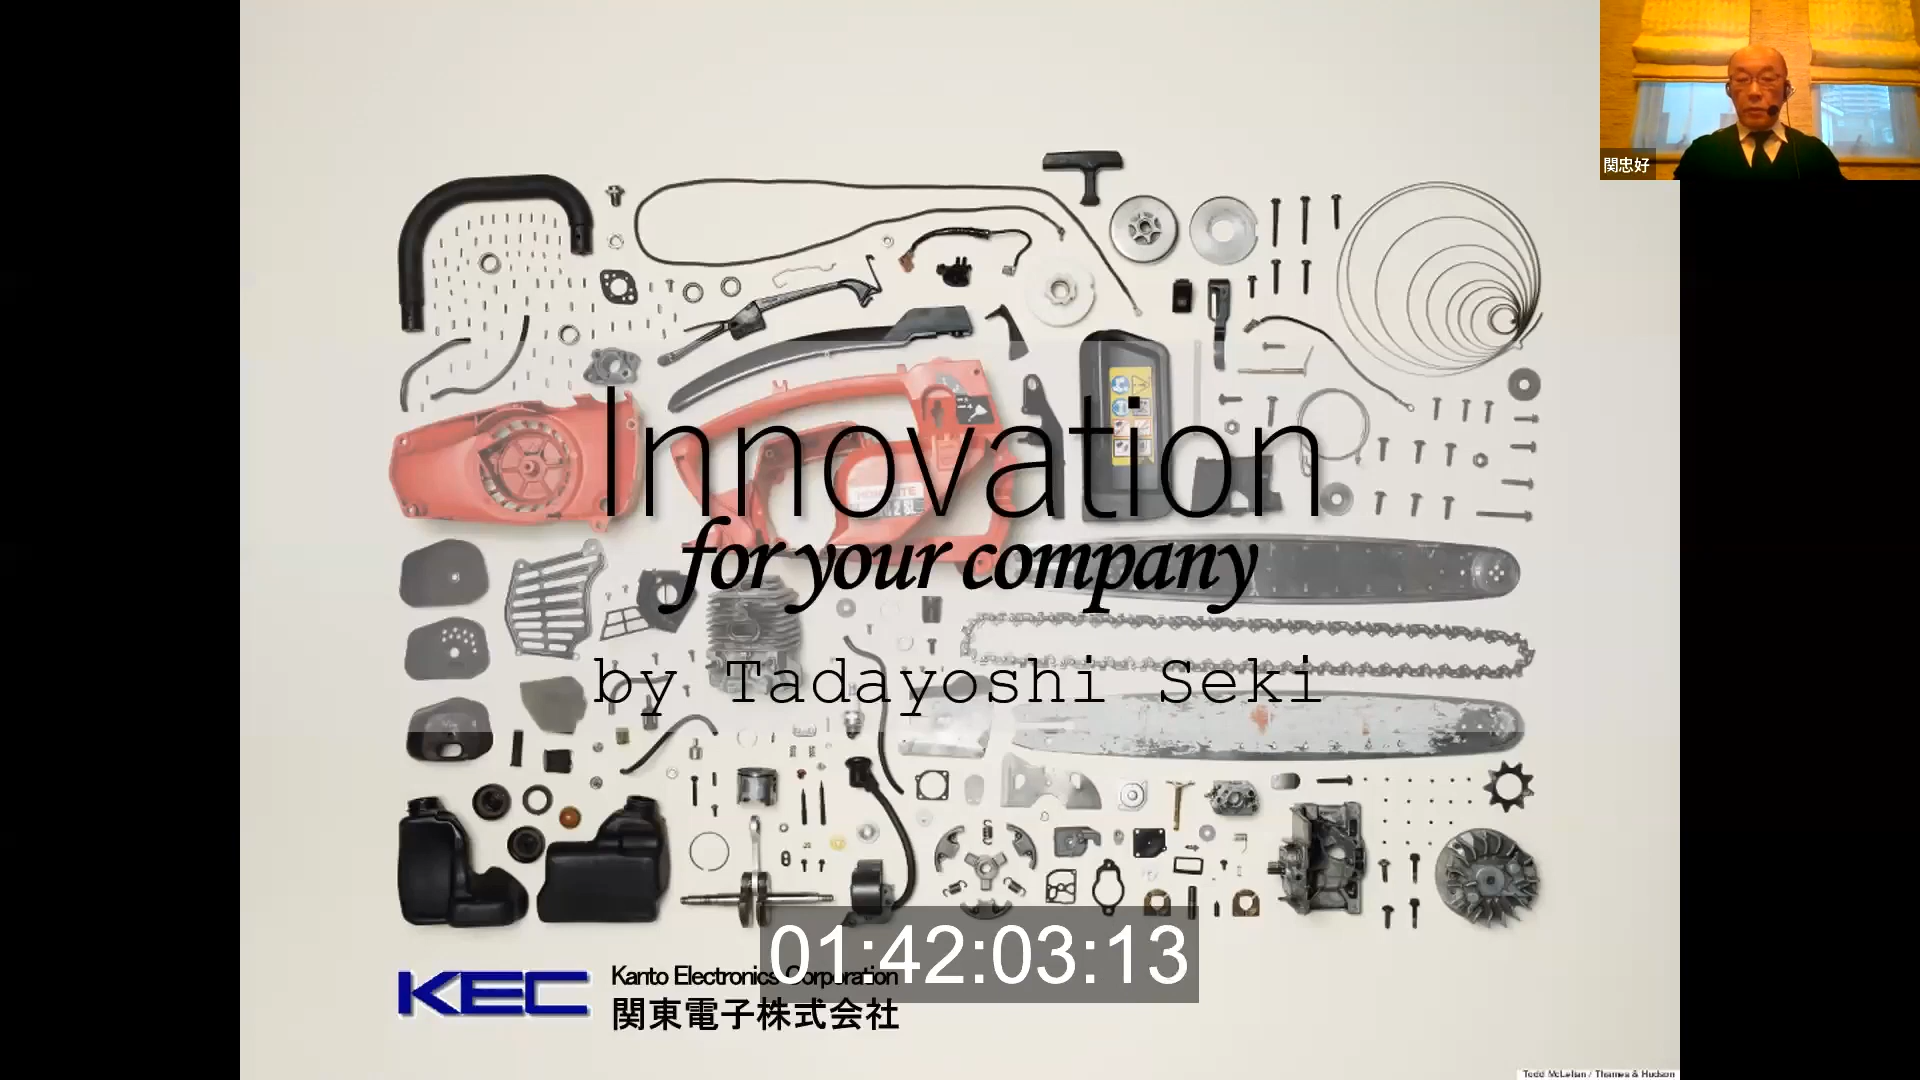 関忠好
Innovation
for your company
by Tadayoshi Seki
01:42:03:13
KEC
Kanto Electronics Corporation
関東電子株式会社
Todd McLellan / Thames & Hudson